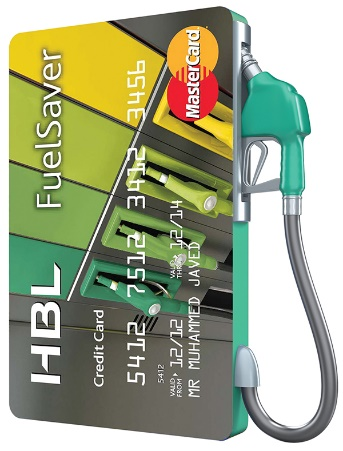 HBL FuelSaver
MasterCard
Credit Card
5412 7512 3412 3456
5412
VALID FROM 12/12 VALID THRU 12/14
MR MUHAMMED JAVED